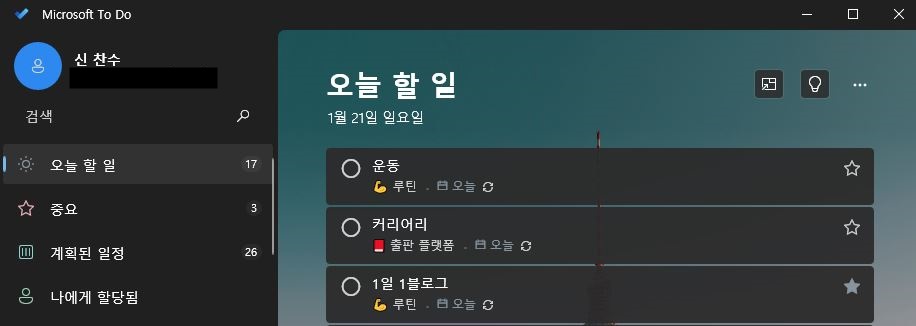 Microsoft To Do
신 찬수
검색
오늘 할 일 17
중요 3
계획된 일정 26
나에게 할당됨
오늘 할 일
1월 21일 일요일
운동
루틴 · 오늘
커리어리
출판 플랫폼 · 오늘
1일 1블로그
루틴 · 오늘